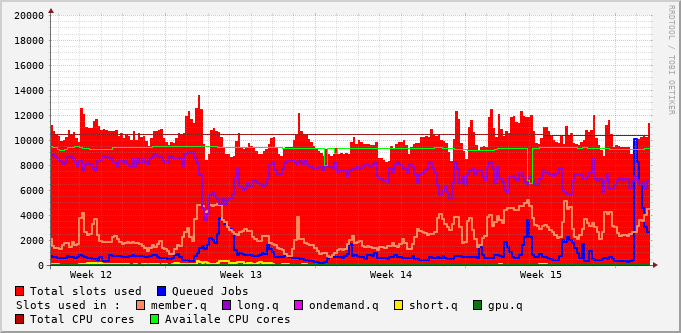 20000
18000
16000
14000
12000
10000
8000
6000
4000
2000
0
Week 12 Week 13 Week 14 Week 15
Total slots used Queued Jobs
Slots used in : member.q long.q ondemand.q short.q gpu.q
Total CPU cores Availale CPU cores
RRDTOOL / TOBI OETIKER